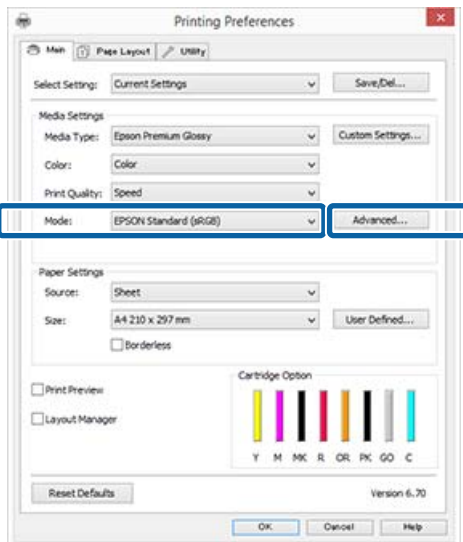 Printing Preferences
Main Page Layout Utility
Select Setting: Current Settings Save/Del...
Media Settings
Media Type: Epson Premium Glossy Custom Settings...
Color: Color
Print Quality: Speed
Mode: EPSON Standard (sRGB) Advanced...
Paper Settings
Source: Sheet
Size: A4 210 x 297 mm User Defined...
Borderless
Print Preview
Layout Manager
Cartridge Option
Y M MK R OR PK GO C
Reset Defaults Version 6.70
OK Cancel Help